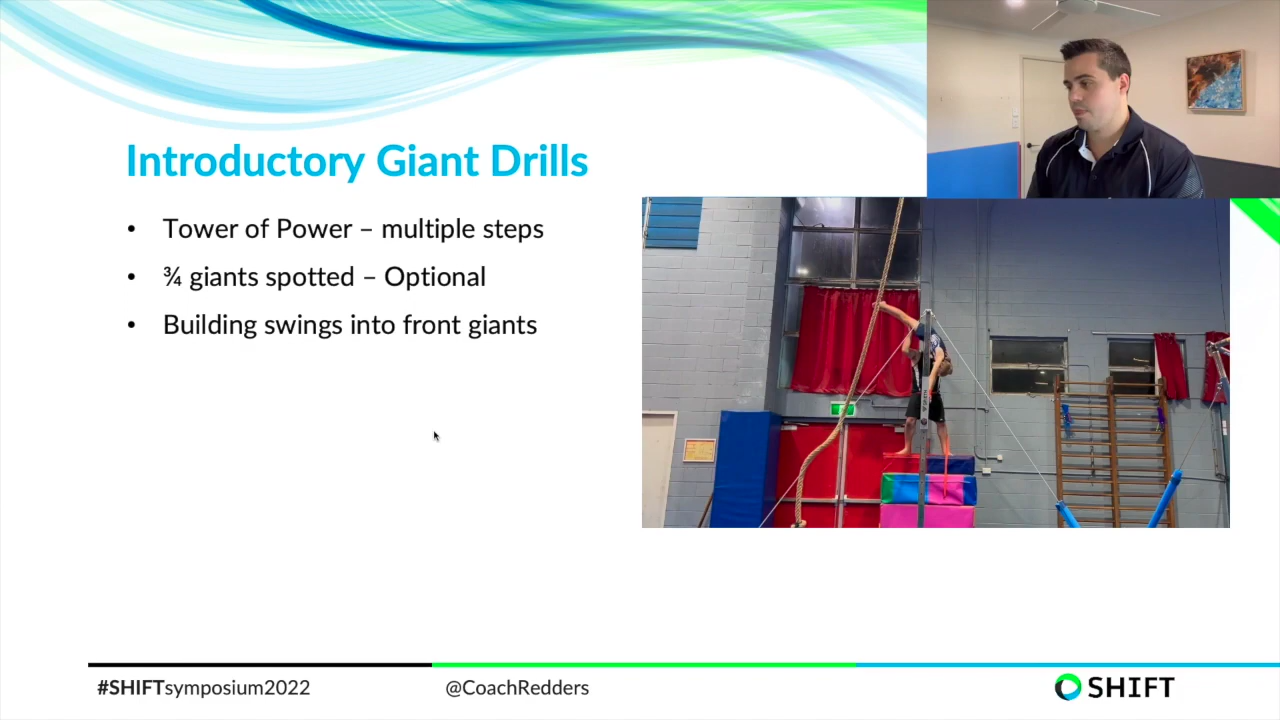 Introductory Giant Drills
• Tower of Power – multiple steps
• ¾ giants spotted – Optional
• Building swings into front giants
#SHIFTsymposium2022
@CoachRedders
SHIFT